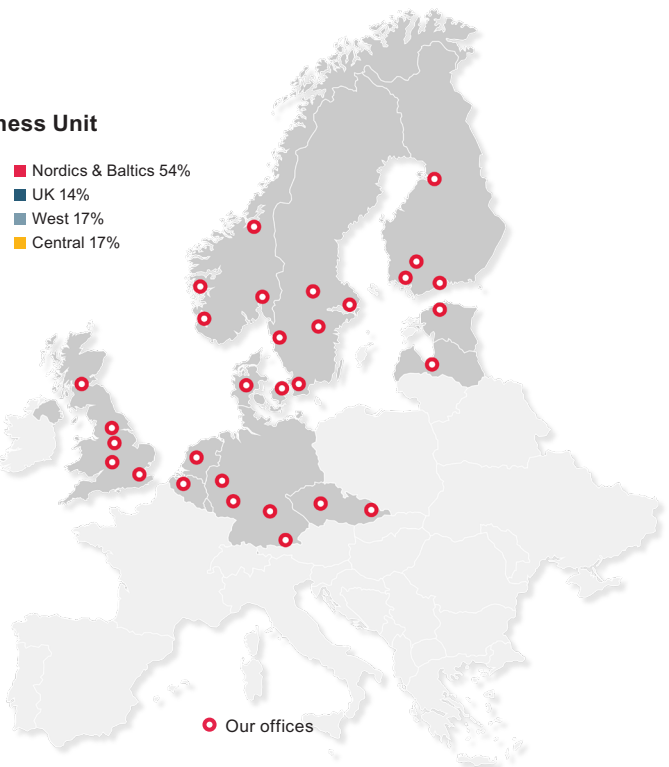 ness Unit
Nordics & Baltics 54%
UK 14%
West 17%
Central 17%
Our offices